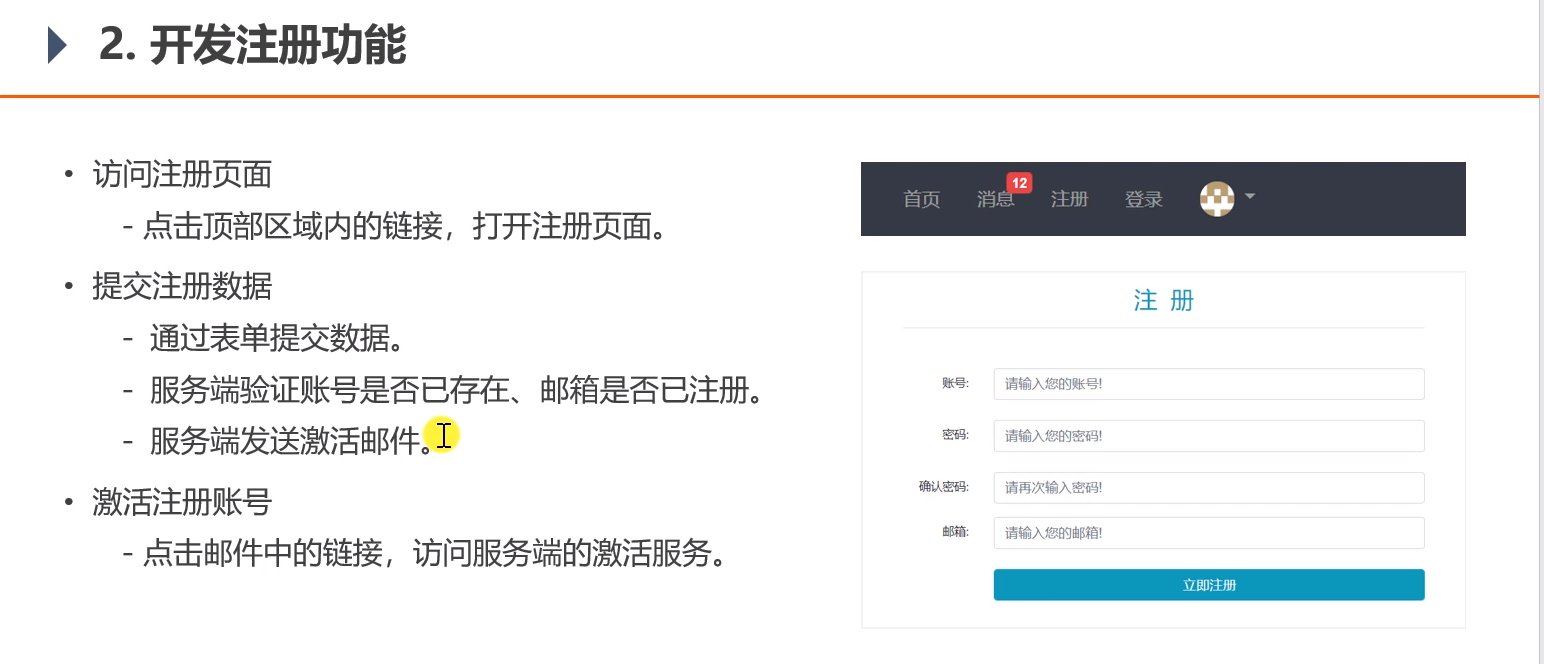 2. 开发注册功能
• 访问注册页面
- 点击顶部区域内的链接，打开注册页面。
• 提交注册数据
- 通过表单提交数据。
- 服务端验证账号是否已存在、邮箱是否已注册。
- 服务端发送激活邮件。
• 激活注册账号
- 点击邮件中的链接，访问服务端的激活服务。
首页 消息 12 注册 登录
注 册
账号: 请输入您的账号!
密码: 请输入您的密码!
确认密码: 请再次输入密码!
邮箱: 请输入您的邮箱!
立即注册